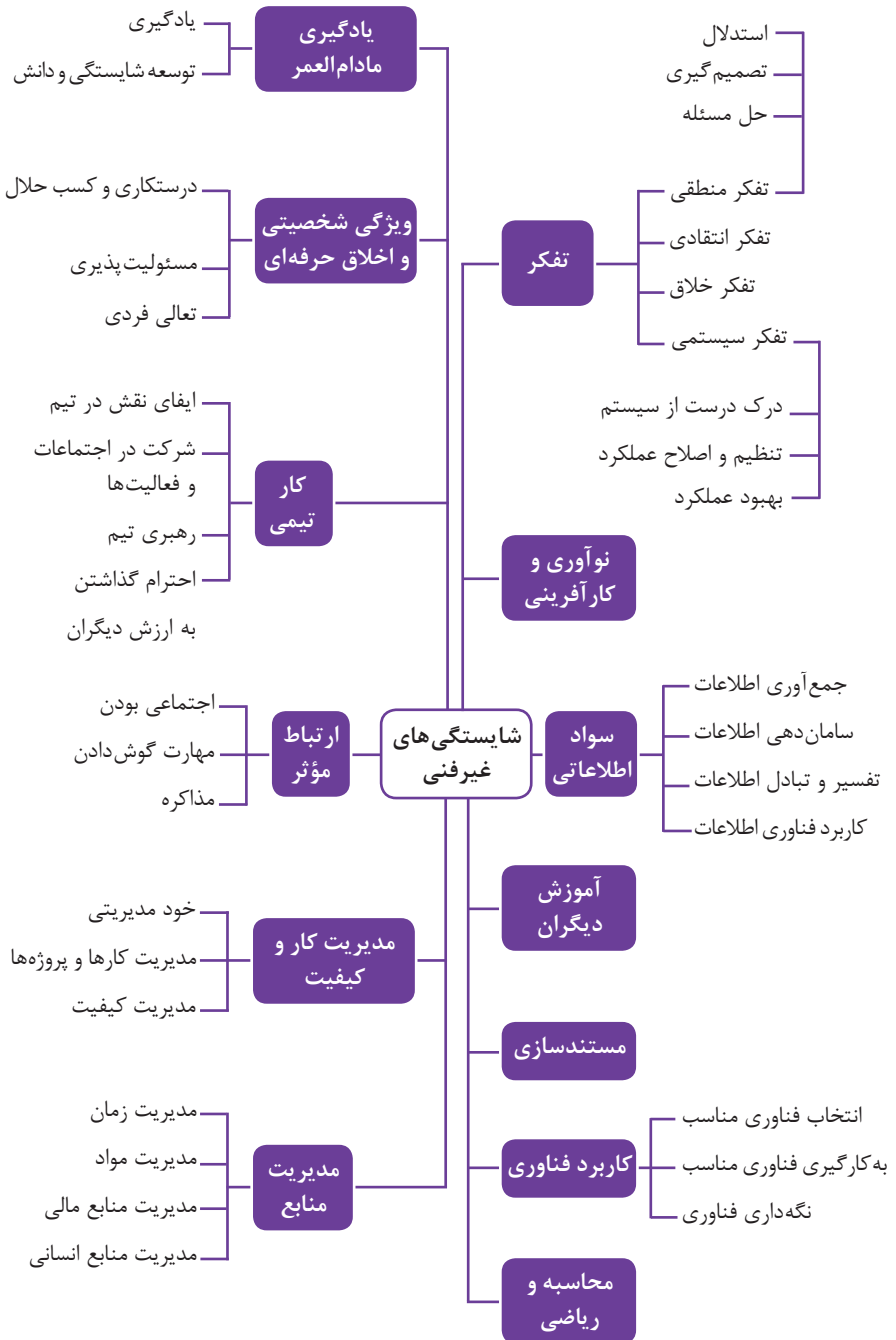 شایستگی‌های
غیرفنی
تفکر
استدلال
تصمیم‌گیری
حل مسئله
تفکر منطقی
تفکر انتقادی
تفکر خلاق
تفکر سیستمی
درک درست از سیستم
تنظیم و اصلاح عملکرد
بهبود عملکرد
نوآوری و
کارآفرینی
سواد
اطلاعاتی
جمع‌آوری اطلاعات
سامان‌دهی اطلاعات
تفسیر و تبادل اطلاعات
کاربرد فناوری اطلاعات
آموزش
دیگران
مستندسازی
کاربرد فناوری
انتخاب فناوری مناسب
به‌کارگیری فناوری مناسب
نگه‌داری فناوری
محاسبه و
ریاضی
یادگیری
مادام‌العمر
یادگیری
توسعه شایستگی و دانش
ویژگی شخصیتی
و اخلاق حرفه‌ای
درستکاری و کسب حلال
مسئولیت‌پذیری
تعالی فردی
کار
تیمی
ایفای نقش در تیم
شرکت در اجتماعات
و فعالیت‌ها
رهبری تیم
احترام گذاشتن
به ارزش دیگران
ارتباط
مؤثر
اجتماعی بودن
مهارت گوش‌دادن
مذاکره
مدیریت کار و
کیفیت
خود مدیریتی
مدیریت کارها و پروژه‌ها
مدیریت کیفیت
مدیریت
منابع
مدیریت زمان
مدیریت مواد
مدیریت منابع مالی
مدیریت منابع انسانی